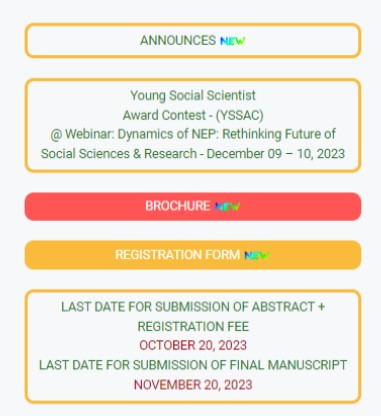 ANNOUNCES NEW
Young Social Scientist
Award Contest - (YSSAC)
@ Webinar: Dynamics of NEP: Rethinking Future of
Social Sciences & Research - December 09 – 10, 2023
BROCHURE NEW
REGISTRATION FORM NEW
LAST DATE FOR SUBMISSION OF ABSTRACT +
REGISTRATION FEE
OCTOBER 20, 2023
LAST DATE FOR SUBMISSION OF FINAL MANUSCRIPT
NOVEMBER 20, 2023